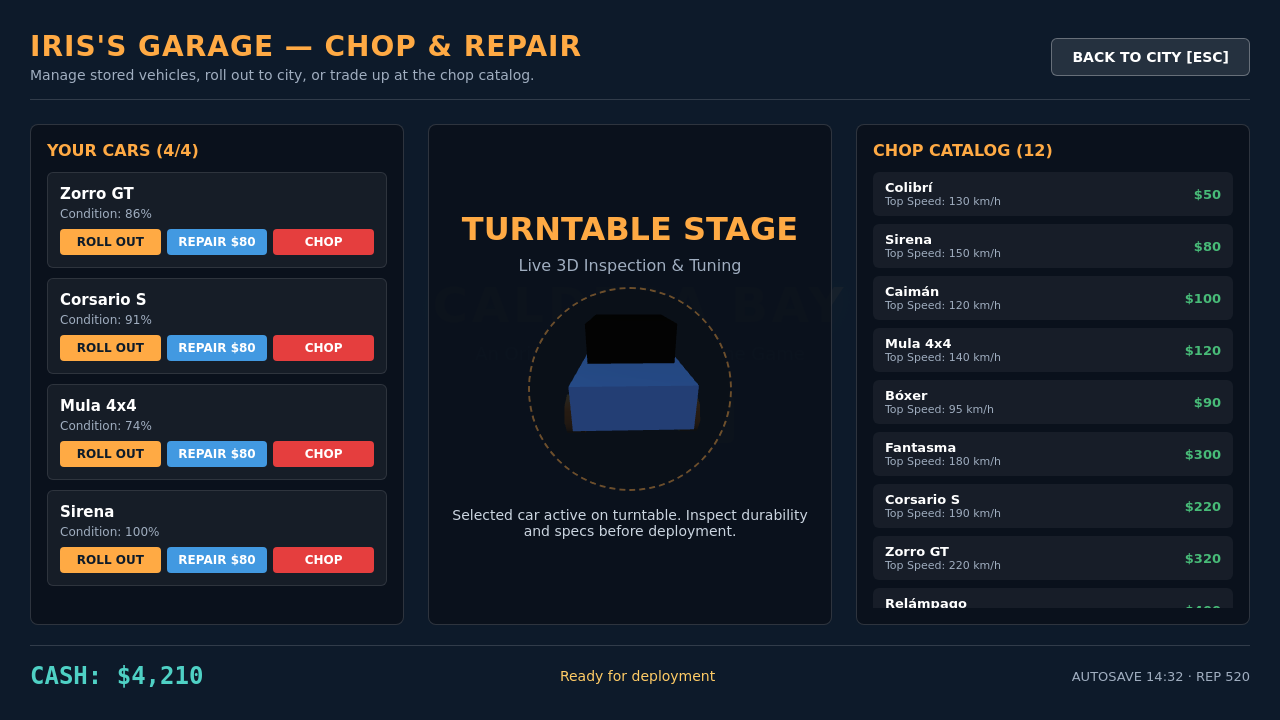 IRIS'S GARAGE — CHOP & REPAIR
Manage stored vehicles, roll out to city, or trade up at the chop catalog.
BACK TO CITY [ESC]
YOUR CARS (4/4)
Zorro GT
Condition: 86%
ROLL OUT
REPAIR $80
CHOP
Corsario S
Condition: 91%
ROLL OUT
REPAIR $80
CHOP
Mula 4x4
Condition: 74%
ROLL OUT
REPAIR $80
CHOP
Sirena
Condition: 100%
ROLL OUT
REPAIR $80
CHOP
TURNTABLE STAGE
Live 3D Inspection & Tuning
Selected car active on turntable. Inspect durability
and specs before deployment.
CHOP CATALOG (12)
Colibrí
Top Speed: 130 km/h
$50
Sirena
Top Speed: 150 km/h
$80
Caimán
Top Speed: 120 km/h
$100
Mula 4x4
Top Speed: 140 km/h
$120
Bóxer
Top Speed: 95 km/h
$90
Fantasma
Top Speed: 180 km/h
$300
Corsario S
Top Speed: 190 km/h
$220
Zorro GT
Top Speed: 220 km/h
$320
Relámpago
CASH: $4,210
Ready for deployment
AUTOSAVE 14:32 · REP 520